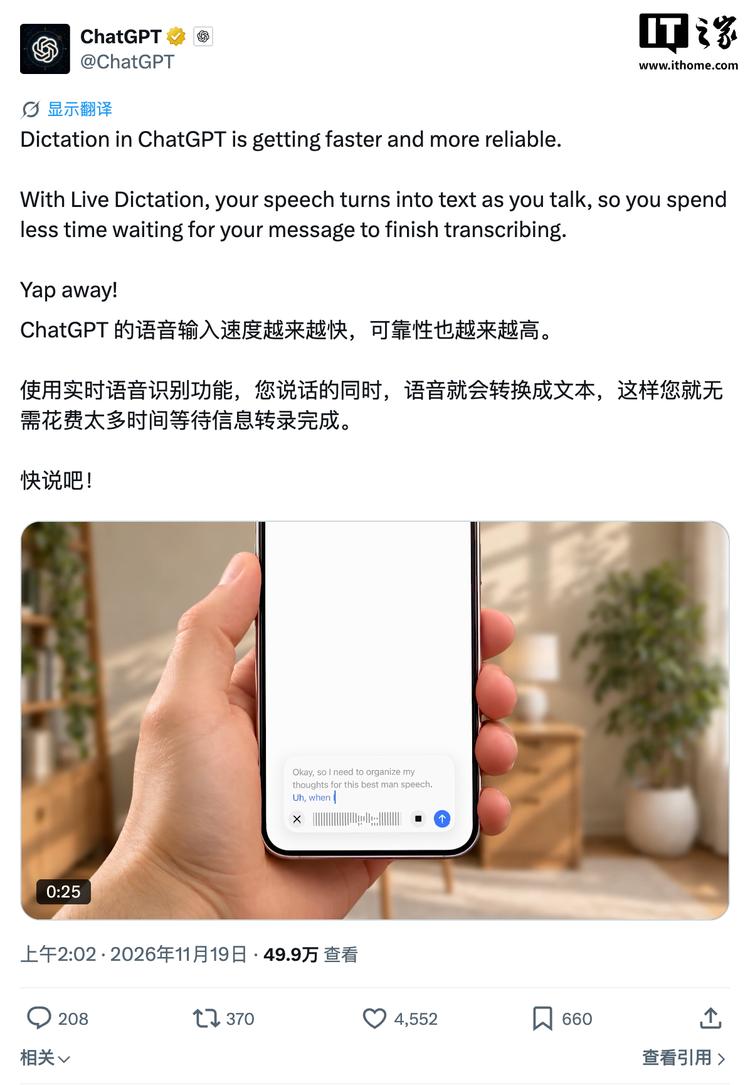 ChatGPT
@ChatGPT
IT之家
www.ithome.com
显示翻译
Dictation in ChatGPT is getting faster and more reliable.
With Live Dictation, your speech turns into text as you talk, so you spend
less time waiting for your message to finish transcribing.
Yap away!
ChatGPT 的语音输入速度越来越快，可靠性也越来越高。
使用实时语音识别功能，您说话的同时，语音就会转换成文本，这样您就无
需花费太多时间等待信息转录完成。
快说吧！
Okay, so I need to organize my
thoughts for this best man speech.
Uh, when I
0:25
上午2:02 · 2026年11月19日 · 49.9万 查看
208
370
4,552
660
相关
查看引用